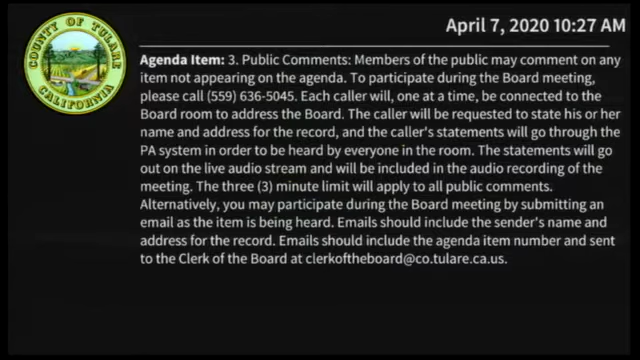 April 7, 2020 10:27 AM
COUNTY OF TULARE
CALIFORNIA
Agenda Item: 3. Public Comments: Members of the public may comment on any
item not appearing on the agenda. To participate during the Board meeting,
please call (559) 636-5045. Each caller will, one at a time, be connected to the
Board room to address the Board. The caller will be requested to state his or her
name and address for the record, and the caller's statements will go through the
PA system in order to be heard by everyone in the room. The statements will go
out on the live audio stream and will be included in the audio recording of the
meeting. The three (3) minute limit will apply to all public comments.
Alternatively, you may participate during the Board meeting by submitting an
email as the item is being heard. Emails should include the sender's name and
address for the record. Emails should include the agenda item number and sent
to the Clerk of the Board at clerkoftheboard@co.tulare.ca.us.